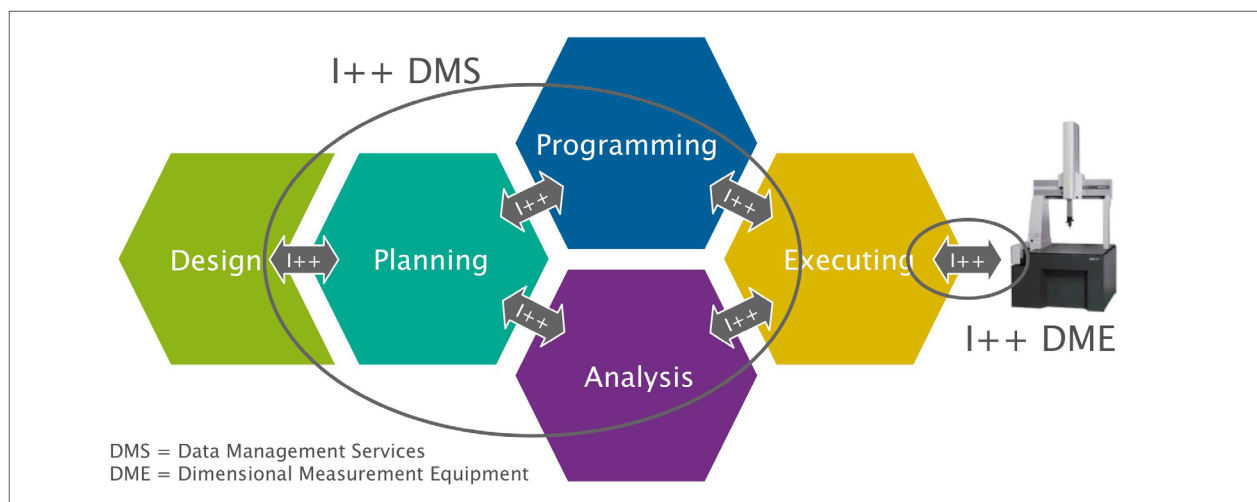 I++ DMS
Programming
I++
I++
Design
I++
Planning
Executing
I++
I++ DME
I++
I++
Analysis
DMS = Data Management Services
DME = Dimensional Measurement Equipment